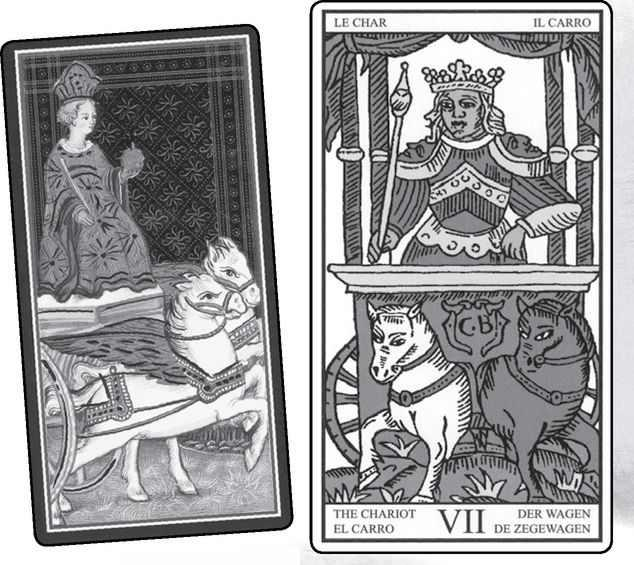 LE CHAR IL CARRO
CB
THE CHARIOT VII DER WAGEN
EL CARRO DE ZEGEWAGEN